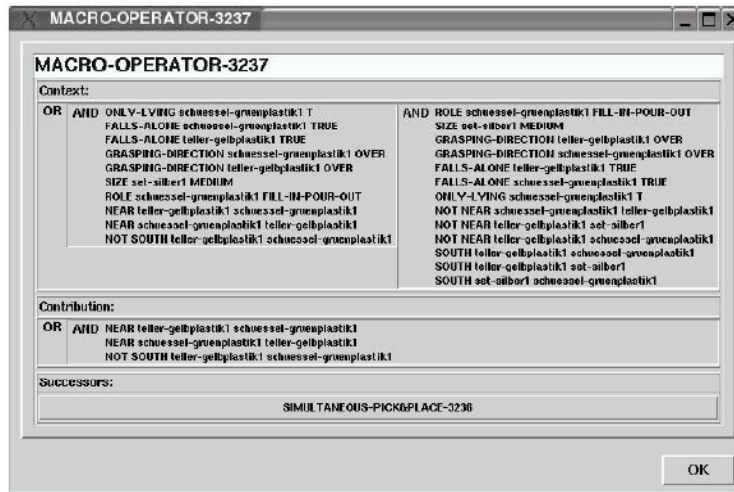 MACRO-OPERATOR-3237
MACRO-OPERATOR-3237
Context:
OR
AND ONLY-LYING schuessel-gruenplastik1 T
FALLS-ALONE schuessel-gruenplastik1 TRUE
FALLS-ALONE teller-gelbplastik1 TRUE
GRASPING-DIRECTION schuessel-gruenplastik1 OVER
GRASPING-DIRECTION teller-gelbplastik1 OVER
SIZE set-silber1 MEDIUM
ROLE schuessel-gruenplastik1 FILL-IN-POUR-OUT
NEAR teller-gelbplastik1 schuessel-gruenplastik1
NEAR schuessel-gruenplastik1 teller-gelbplastik1
NOT SOUTH teller-gelbplastik1 schuessel-gruenplastik1
AND ROLE schuessel-gruenplastik1 FILL-IN-POUR-OUT
SIZE set-silber1 MEDIUM
GRASPING-DIRECTION teller-gelbplastik1 OVER
GRASPING-DIRECTION schuessel-gruenplastik1 OVER
FALLS-ALONE teller-gelbplastik1 TRUE
FALLS-ALONE schuessel-gruenplastik1 TRUE
ONLY-LYING schuessel-gruenplastik1 T
NOT NEAR schuessel-gruenplastik1 teller-gelbplastik1
NOT NEAR teller-gelbplastik1 set-silber1
NOT NEAR teller-gelbplastik1 schuessel-gruenplastik1
SOUTH teller-gelbplastik1 schuessel-gruenplastik1
SOUTH teller-gelbplastik1 set-silber1
SOUTH set-silber1 schuessel-gruenplastik1
Contribution:
OR
AND NEAR teller-gelbplastik1 schuessel-gruenplastik1
NEAR schuessel-gruenplastik1 teller-gelbplastik1
NOT SOUTH teller-gelbplastik1 schuessel-gruenplastik1
Successors:
SIMULTANEOUS-PICK&PLACE-3236
OK